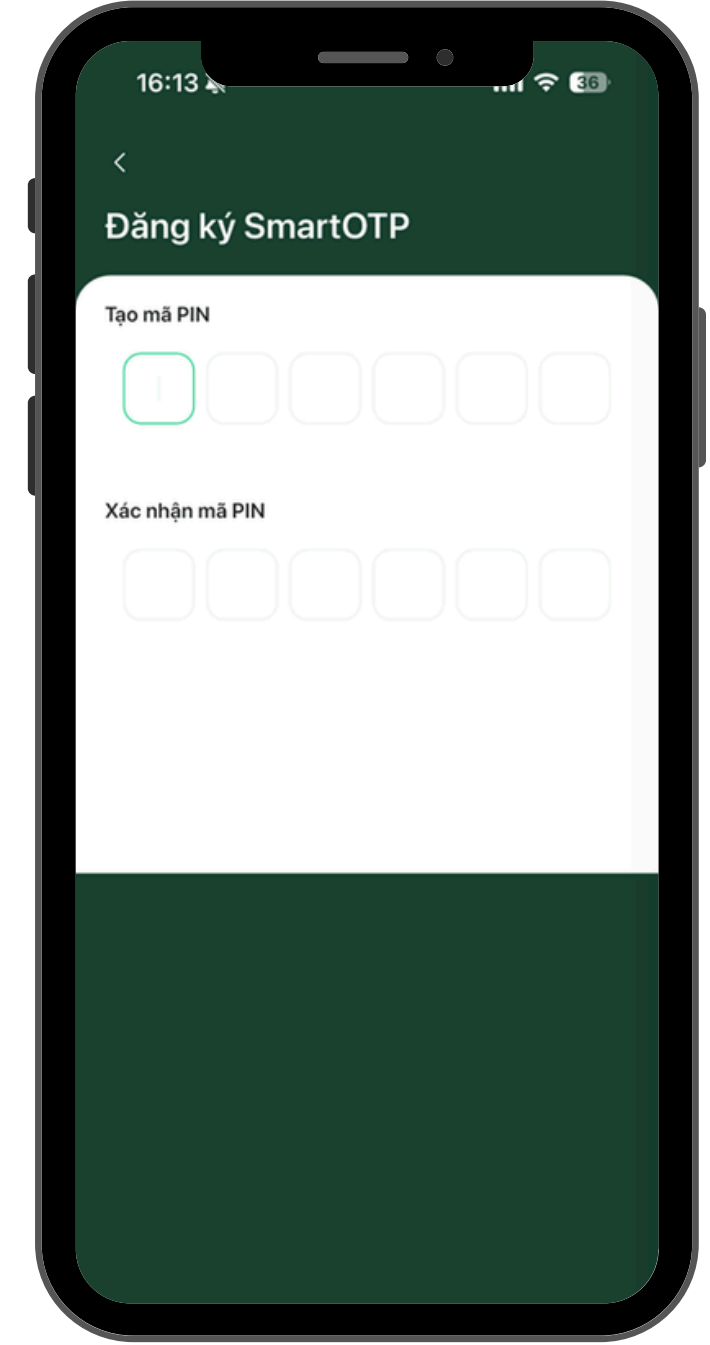 16:13
36
Đăng ký SmartOTP
Tạo mã PIN
Xác nhận mã PIN